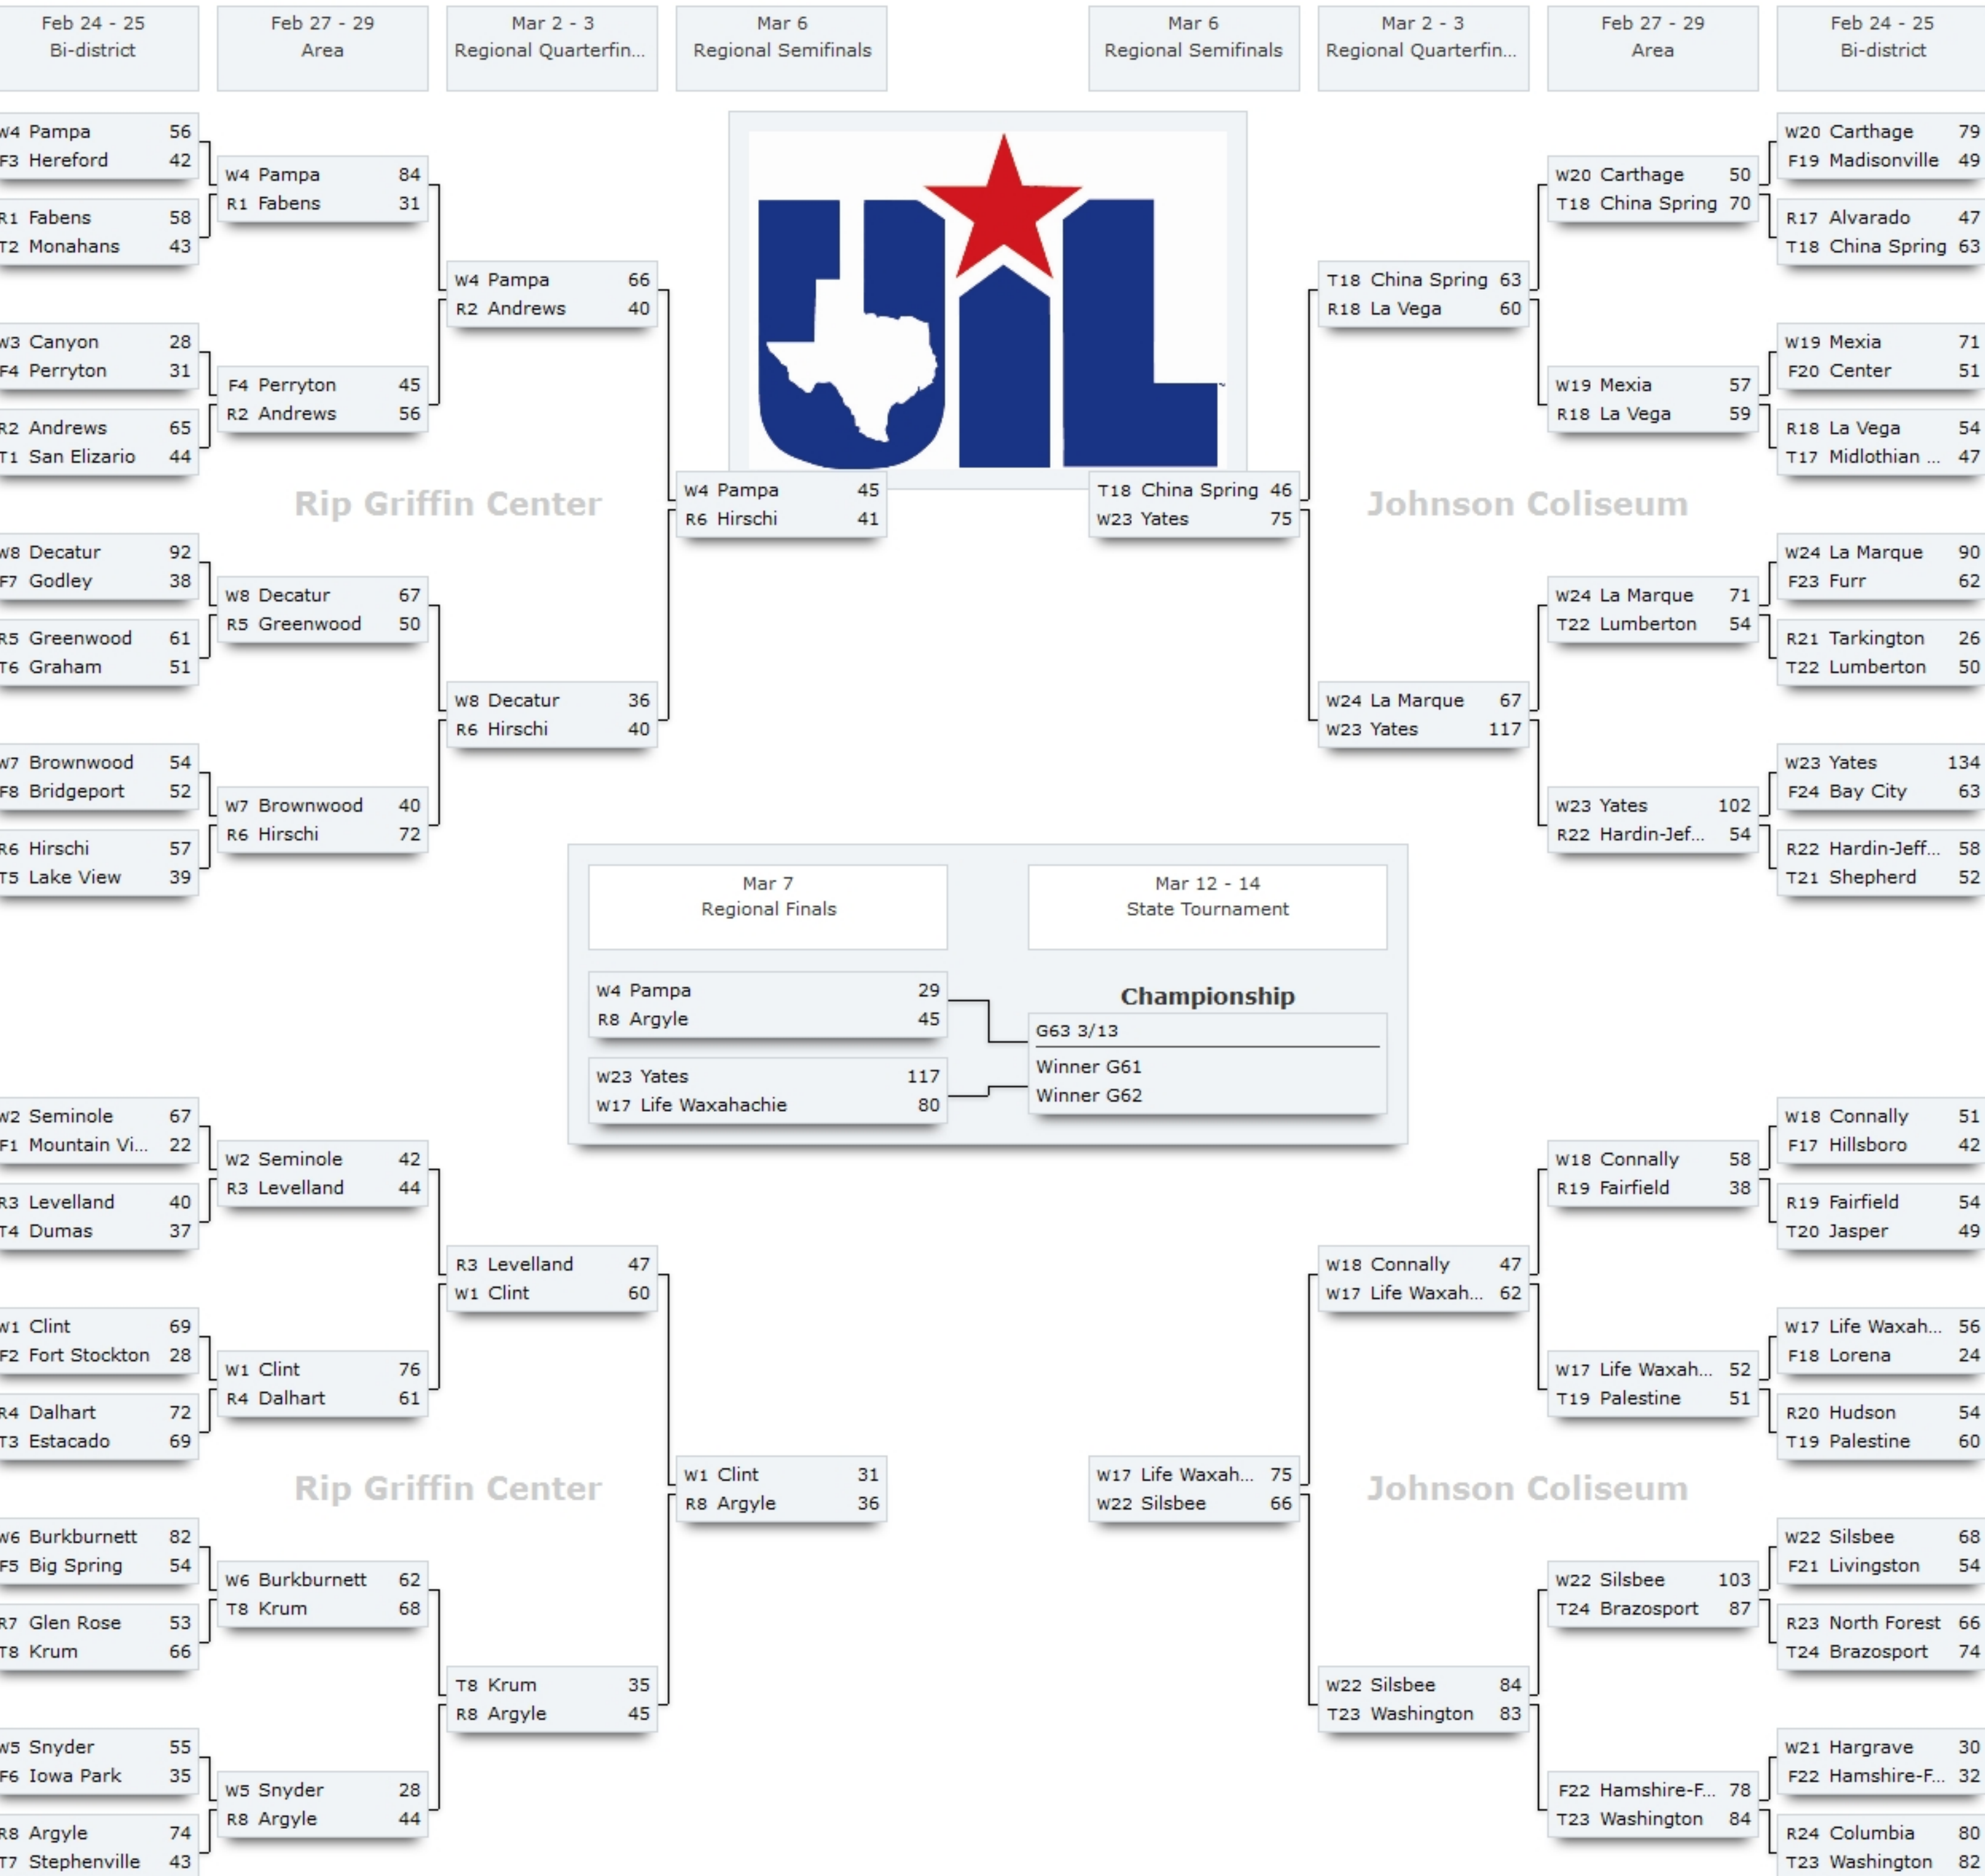 Feb 24 - 25
Bi-district
Feb 27 - 29
Area
Mar 2 - 3
Regional Quarterfin...
Mar 6
Regional Semifinals
Mar 6
Regional Semifinals
Mar 2 - 3
Regional Quarterfin...
Feb 27 - 29
Area
Feb 24 - 25
Bi-district
W4 Pampa 56
F3 Hereford 42
R1 Fabens 58
T2 Monahans 43
W3 Canyon 28
F4 Perryton 31
R2 Andrews 65
T1 San Elizario 44
W8 Decatur 92
F7 Godley 38
R5 Greenwood 61
T6 Graham 51
W7 Brownwood 54
F8 Bridgeport 52
R6 Hirschi 57
T5 Lake View 39
W4 Pampa 84
R1 Fabens 31
F4 Perryton 45
R2 Andrews 56
Rip Griffin Center
W8 Decatur 67
R5 Greenwood 50
W7 Brownwood 40
R6 Hirschi 72
W4 Pampa 66
R2 Andrews 40
W8 Decatur 36
R6 Hirschi 40
W4 Pampa 45
R6 Hirschi 41
UIL
T18 China Spring 46
W23 Yates 75
T18 China Spring 63
R18 La Vega 60
Johnson Coliseum
W24 La Marque 67
W23 Yates 117
W20 Carthage 50
T18 China Spring 70
W19 Mexia 57
R18 La Vega 59
W24 La Marque 71
T22 Lumberton 54
W23 Yates 102
R22 Hardin-Jef... 54
W20 Carthage 79
F19 Madisonville 49
R17 Alvarado 47
T18 China Spring 63
W19 Mexia 71
F20 Center 51
R18 La Vega 54
T17 Midlothian ... 47
W24 La Marque 90
F23 Furr 62
R21 Tarkington 26
T22 Lumberton 50
W23 Yates 134
F24 Bay City 63
R22 Hardin-Jeff... 58
T21 Shepherd 52
Mar 7
Regional Finals
Mar 12 - 14
State Tournament
W4 Pampa 29
R8 Argyle 45
W23 Yates 117
W17 Life Waxahachie 80
Championship
G63 3/13
Winner G61
Winner G62
W2 Seminole 67
F1 Mountain Vi... 22
R3 Levelland 40
T4 Dumas 37
W1 Clint 69
F2 Fort Stockton 28
R4 Dalhart 72
T3 Estacado 69
W6 Burkburnett 82
F5 Big Spring 54
R7 Glen Rose 53
T8 Krum 66
W5 Snyder 55
F6 Iowa Park 35
R8 Argyle 74
T7 Stephenville 43
W2 Seminole 42
R3 Levelland 44
W1 Clint 76
R4 Dalhart 61
Rip Griffin Center
W6 Burkburnett 62
T8 Krum 68
W5 Snyder 28
R8 Argyle 44
R3 Levelland 47
W1 Clint 60
T8 Krum 35
R8 Argyle 45
W1 Clint 31
R8 Argyle 36
W17 Life Waxah... 75
W22 Silsbee 66
W18 Connally 47
W17 Life Waxah... 62
Johnson Coliseum
W22 Silsbee 84
T23 Washington 83
W18 Connally 58
R19 Fairfield 38
W17 Life Waxah... 52
T19 Palestine 51
W22 Silsbee 103
T24 Brazosport 87
F22 Hamshire-F... 78
T23 Washington 84
W18 Connally 51
F17 Hillsboro 42
R19 Fairfield 54
T20 Jasper 49
W17 Life Waxah... 56
F18 Lorena 24
R20 Hudson 54
T19 Palestine 60
W22 Silsbee 68
F21 Livingston 54
R23 North Forest 66
T24 Brazosport 74
W21 Hargrave 30
F22 Hamshire-F... 32
R24 Columbia 80
T23 Washington 82